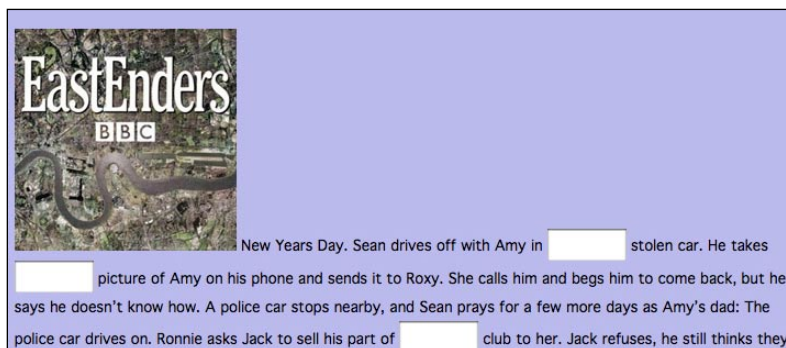 EastEnders
BBC
New Years Day. Sean drives off with Amy in stolen car. He takes
picture of Amy on his phone and sends it to Roxy. She calls him and begs him to come back, but he
says he doesn't know how. A police car stops nearby, and Sean prays for a few more days as Amy's dad: The
police car drives on. Ronnie asks Jack to sell his part of club to her. Jack refuses, he still thinks they